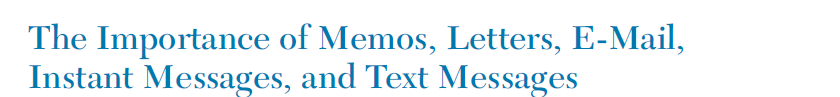 The Importance of Memos, Letters, E-Mail,
Instant Messages, and Text Messages